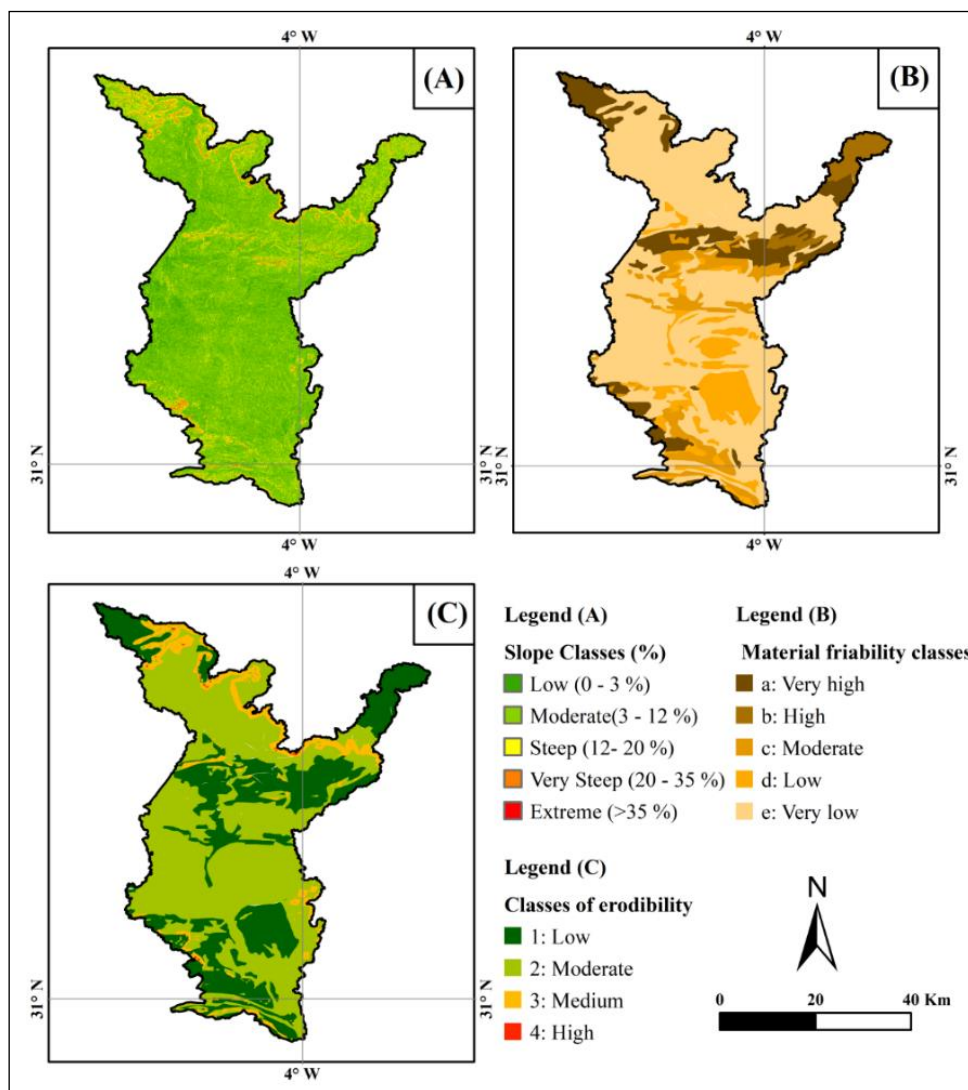 4° W
4° W
(A)
(B)
31° N
31° N
31° N
4° W
4° W
(C)
31° N
31° N
4° W
Legend (A)
Slope Classes (%)
Low (0 - 3 %)
Moderate(3 - 12 %)
Steep (12- 20 %)
Very Steep (20 - 35 %)
Extreme (>35 %)
Legend (B)
Material friability classes
a: Very high
b: High
c: Moderate
d: Low
e: Very low
Legend (C)
Classes of erodibility
1: Low
2: Moderate
3: Medium
4: High
N
0 20 40 Km